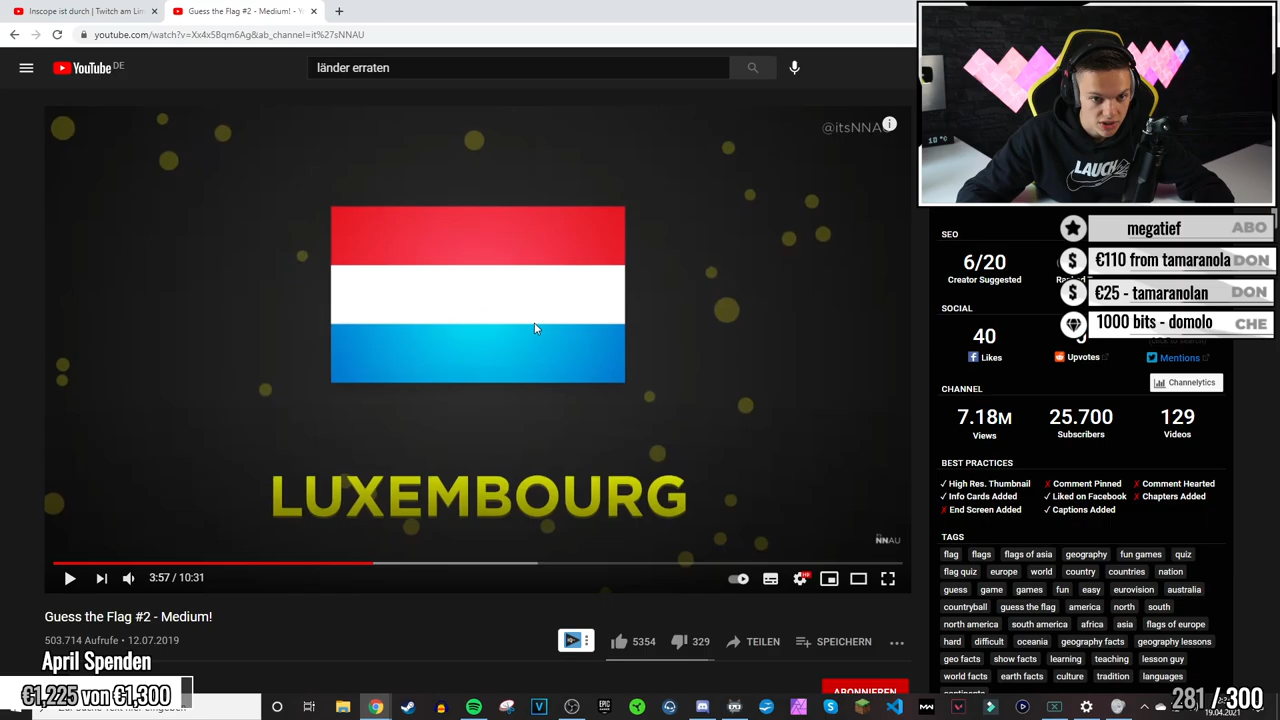 Inscope ist durch | Twitch am Lim
Guess the Flag #2 - Medium! - Y
youtube.com/watch?v=Xx4x5Bqm6Ag&ab_channel=it%27sNNAU
YouTube DE
länder erraten
@itsNNAU
LUXEMBOURG
NNAU
3:57 / 10:31
HD
Guess the Flag #2 - Medium!
503.714 Aufrufe • 12.07.2019
5354
329
TEILEN
SPEICHERN
ABONNIEREN
April Spenden
€1,225 von €1,300
LAUCH
SEO
6/20
Creator Suggested
megatief ABO
€110 from tamaranola DON
€25 - tamaranolan DON
1000 bits - domolo CHE
SOCIAL
40
Likes
Upvotes
Mentions
CHANNEL
Channelytics
7.18M
Views
25.700
Subscribers
129
Videos
BEST PRACTICES
✓ High Res. Thumbnail ✗ Comment Pinned ✗ Comment Hearted
✓ Info Cards Added ✓ Liked on Facebook ✗ Chapters Added
✗ End Screen Added ✓ Captions Added
TAGS
flag flags flags of asia geography fun games quiz
flag quiz europe world country countries nation
guess game games fun easy eurovision australia
countryball guess the flag america north south
north america south america africa asia flags of europe
hard difficult oceania geography facts geography lessons
geo facts show facts learning teaching lesson guy
world facts earth facts culture tradition languages
continents
281 / 300
19.04.2021